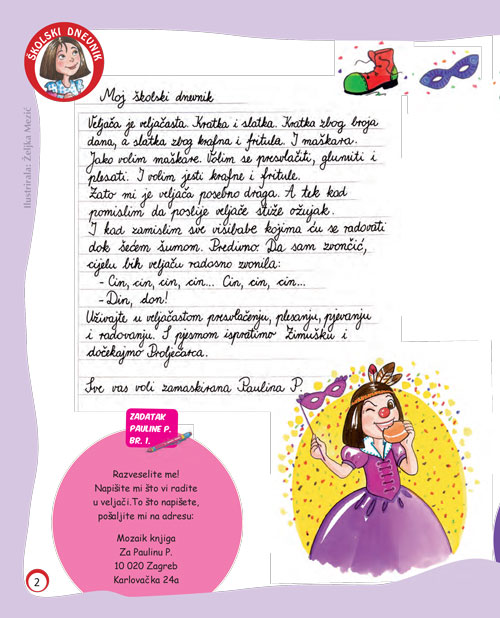 ŠKOLSKI DNEVNIK
Ilustrirala: Željka Mezić
Moj školski dnevnik
Veljača je veljačasta. Kratka i slatka. Kratka zbog broja
dana, a slatka zbog krafna i fritula. I maškara.
Jako volim maškare. Volim se presvlačiti, glumiti i
plesati. I volim jesti krafne i fritule.
Zato mi je veljača posebno draga. A tek kad
pomislim da poslije veljače stiže ožujak.
I kad zamislim sve visibabe kojima ću se radovati
dok šećem šumom. Predivno. Da sam zvončić,
cijelu bih veljaču radosno zvonila:
- Cin, cin, cin, cin... Cin, cin, cin...
- Din, don!
Uživajte u veljačastom presvlačenju, plesanju, pjevanju
i radovanju. S pjesmom ispratimo Zimušku i
dočekajmo Proljećarca.
Sve vas voli zamaskirana Paulina P.
ZADATAK
PAULINE P.
BR. 1.
Razveselite me!
Napišite mi što vi radite
u veljači. To što napišete,
pošaljite mi na adresu:
Mozaik knjiga
Za Paulinu P.
10 020 Zagreb
Karlovačka 24a
2